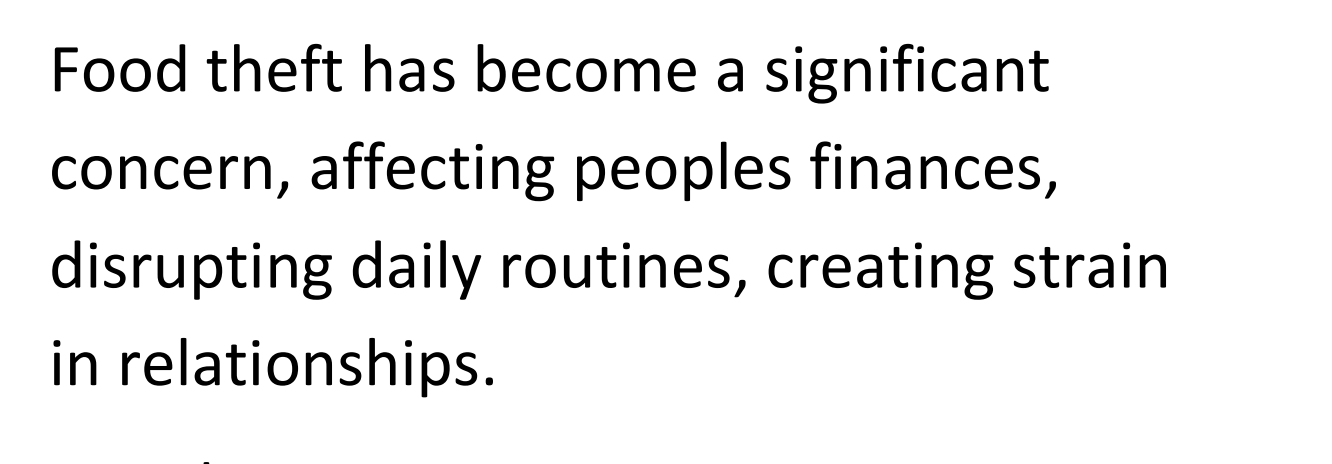 Food theft has become a significant
concern, affecting peoples finances,
disrupting daily routines, creating strain
in relationships.